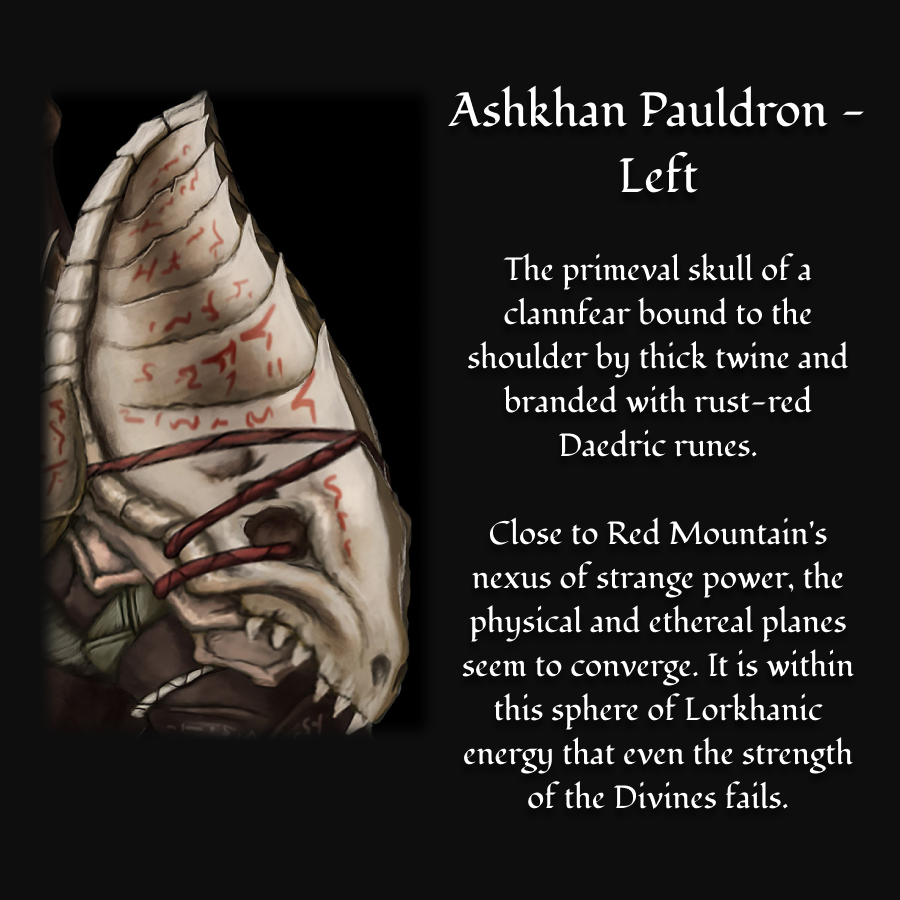 Ashkhan Pauldron –
Left
The primeval skull of a
clannfear bound to the
shoulder by thick twine and
branded with rust-red
Daedric runes.
Close to Red Mountain's
nexus of strange power, the
physical and ethereal planes
seem to converge. It is within
this sphere of Lorkhanic
energy that even the strength
of the Divines fails.